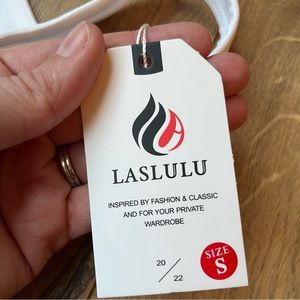 LASLULU
INSPIRED BY FASHION & CLASSIC
AND FOR YOUR PRIVATE
WARDROBE
20
22
SIZE
S